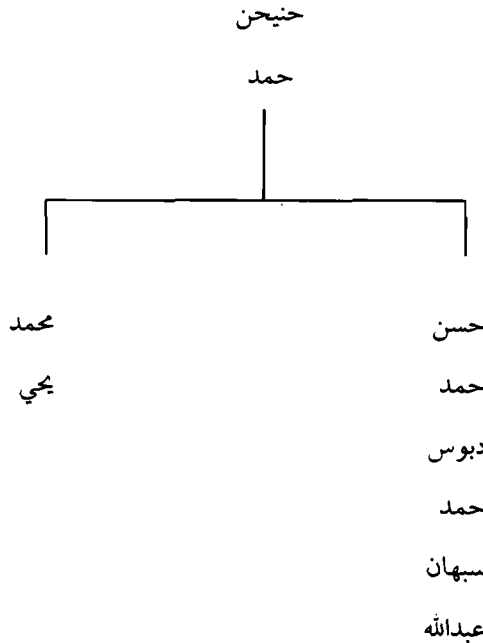 حنيحن
حمد
حسن
محمد
حمد
يحي
دبوس
حمد
سبهان
عبدالله